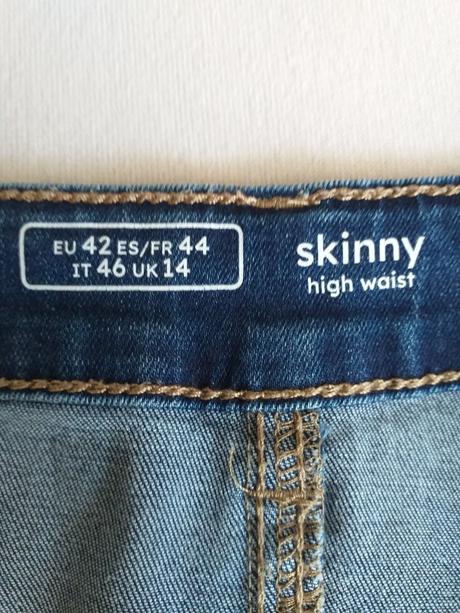 EU 42 ES/FR 44
IT 46 UK 14
skinny
high waist